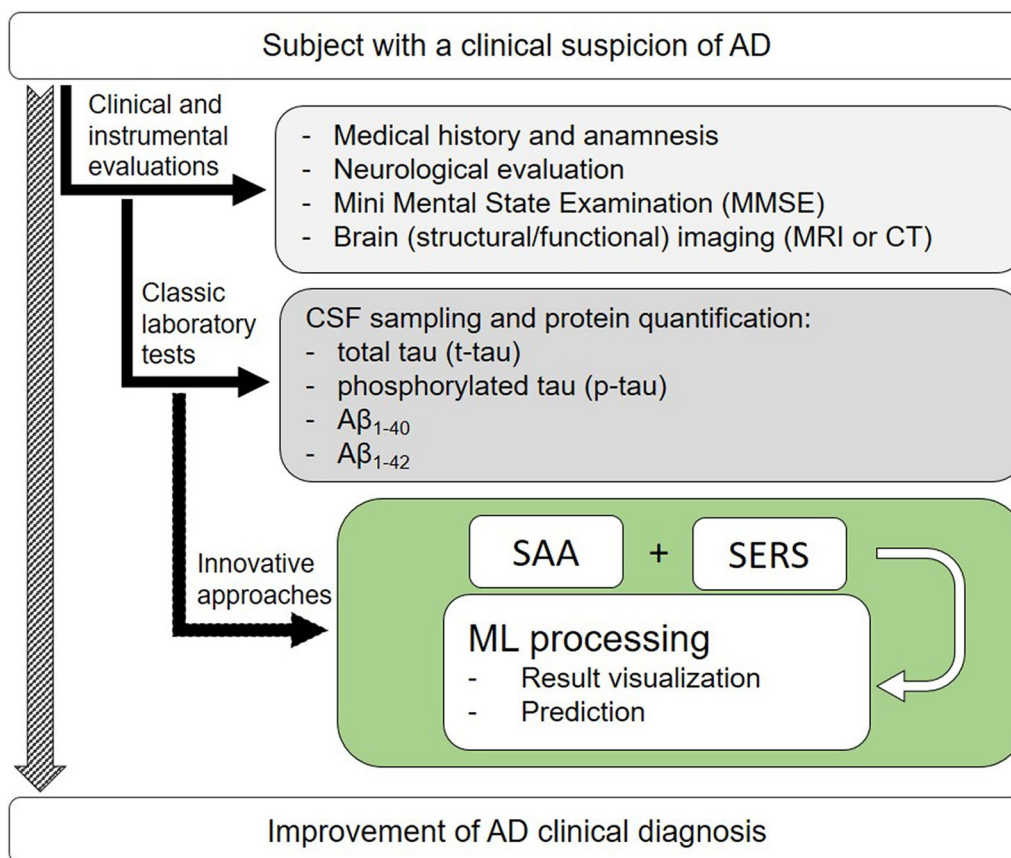 Subject with a clinical suspicion of AD
Clinical and
instrumental
evaluations
- Medical history and anamnesis
- Neurological evaluation
- Mini Mental State Examination (MMSE)
- Brain (structural/functional) imaging (MRI or CT)
Classic
laboratory
tests
CSF sampling and protein quantification:
- total tau (t-tau)
- phosphorylated tau (p-tau)
- Aβ₁₋₄₀
- Aβ₁₋₄₂
Innovative
approaches
SAA + SERS
ML processing
- Result visualization
- Prediction
Improvement of AD clinical diagnosis